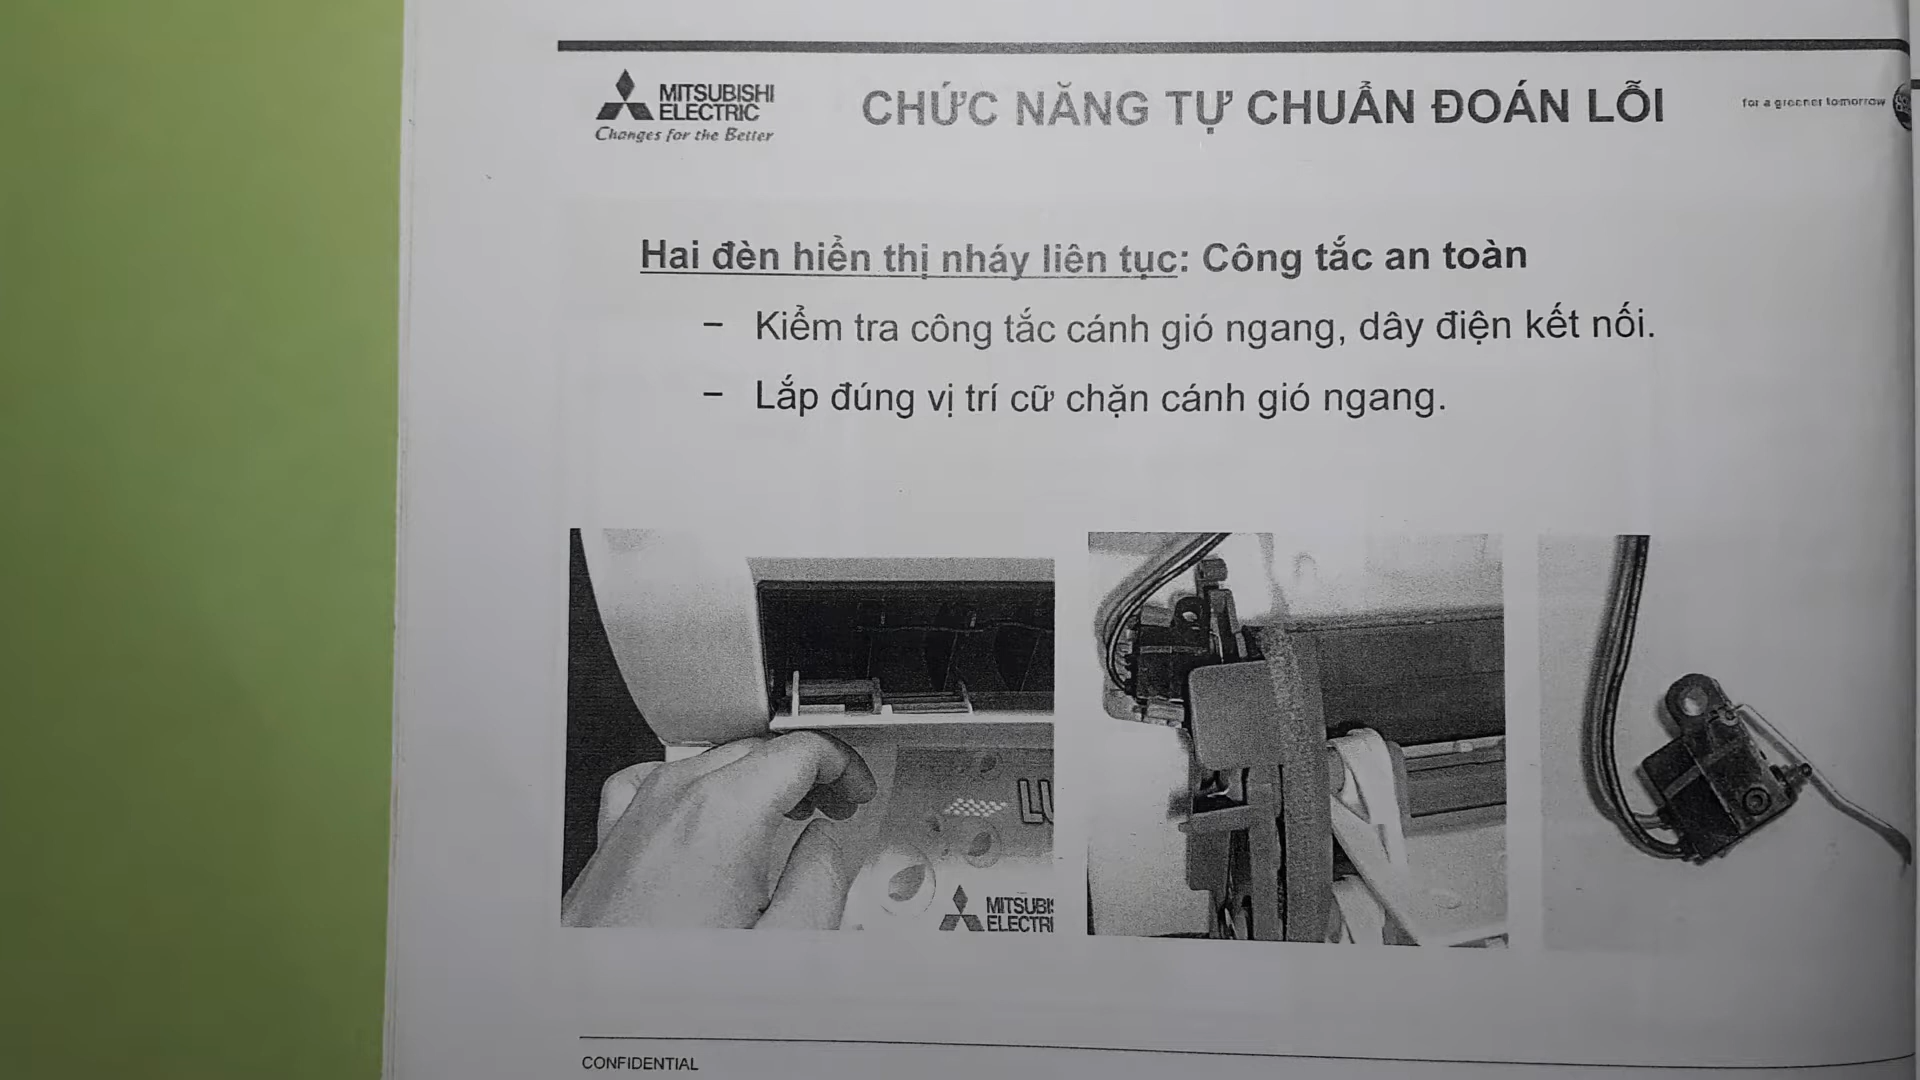 MITSUBISHI
ELECTRIC
Changes for the Better
CHỨC NĂNG TỰ CHUẨN ĐOÁN LỖI
for a greener tomorrow
Hai đèn hiển thị nháy liên tục: Công tắc an toàn
– Kiểm tra công tắc cánh gió ngang, dây điện kết nối.
– Lắp đúng vị trí cữ chặn cánh gió ngang.
MITSUBI
ELECTRI
CONFIDENTIAL